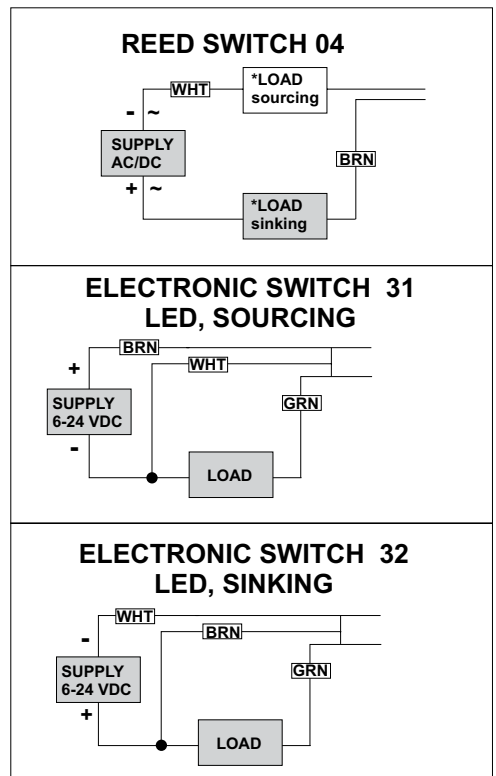 REED SWITCH 04
WHT
*LOAD
sourcing
- ~
SUPPLY
AC/DC
BRN
+ ~
*LOAD
sinking
ELECTRONIC SWITCH 31
LED, SOURCING
BRN
+
WHT
SUPPLY
6-24 VDC
GRN
-
LOAD
ELECTRONIC SWITCH 32
LED, SINKING
WHT
-
BRN
SUPPLY
6-24 VDC
GRN
+
LOAD